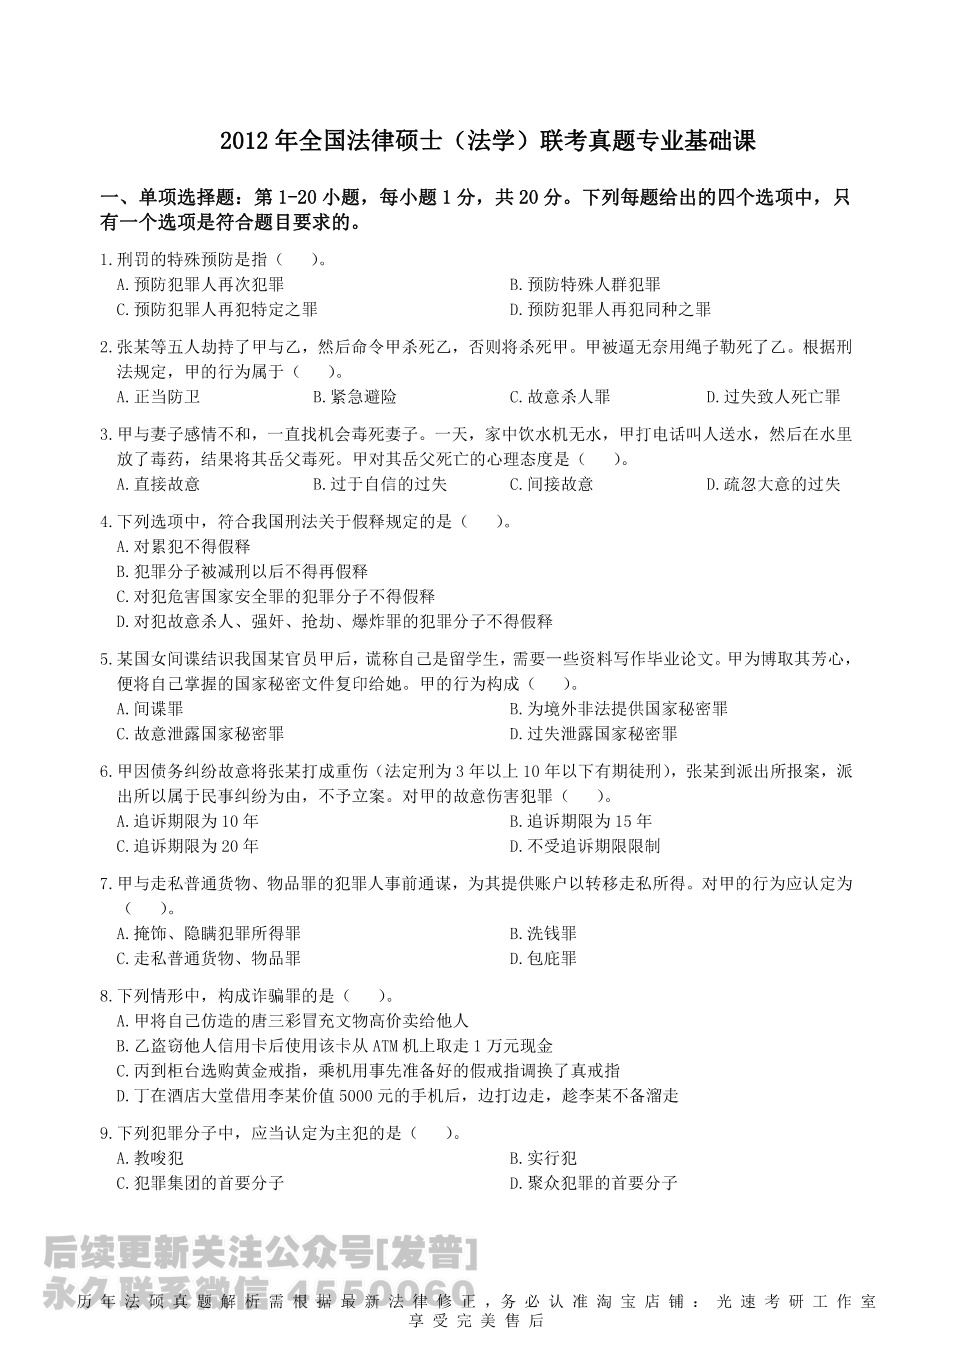 2012 年全国法律硕士（法学）联考真题专业基础课
一、单项选择题：第 1-20 小题，每小题 1 分，共 20 分。下列每题给出的四个选项中，只
有一个选项是符合题目要求的。
1.刑罚的特殊预防是指（　　）。
A.预防犯罪人再次犯罪 B.预防特殊人群犯罪
C.预防犯罪人再犯特定之罪 D.预防犯罪人再犯同种之罪
2.张某等五人劫持了甲与乙，然后命令甲杀死乙，否则将杀死甲。甲被逼无奈用绳子勒死了乙。根据刑
法规定，甲的行为属于（　　）。
A.正当防卫 B.紧急避险 C.故意杀人罪 D.过失致人死亡罪
3.甲与妻子感情不和，一直找机会毒死妻子。一天，家中饮水机无水，甲打电话叫人送水，然后在水里
放了毒药，结果将其岳父毒死。甲对其岳父死亡的心理态度是（　　）。
A.直接故意 B.过于自信的过失 C.间接故意 D.疏忽大意的过失
4.下列选项中，符合我国刑法关于假释规定的是（　　）。
A.对累犯不得假释
B.犯罪分子被减刑以后不得再假释
C.对犯危害国家安全罪的犯罪分子不得假释
D.对犯故意杀人、强奸、抢劫、爆炸罪的犯罪分子不得假释
5.某国女间谍结识我国某官员甲后，谎称自己是留学生，需要一些资料写作毕业论文。甲为博取其芳心，
便将自己掌握的国家秘密文件复印给她。甲的行为构成（　　）。
A.间谍罪 B.为境外非法提供国家秘密罪
C.故意泄露国家秘密罪 D.过失泄露国家秘密罪
6.甲因债务纠纷故意将张某打成重伤（法定刑为 3 年以上 10 年以下有期徒刑），张某到派出所报案，派
出所以属于民事纠纷为由，不予立案。对甲的故意伤害犯罪（　　）。
A.追诉期限为 10 年 B.追诉期限为 15 年
C.追诉期限为 20 年 D.不受追诉期限限制
7.甲与走私普通货物、物品罪的犯罪人事前通谋，为其提供账户以转移走私所得。对甲的行为应认定为
（　　）。
A.掩饰、隐瞒犯罪所得罪 B.洗钱罪
C.走私普通货物、物品罪 D.包庇罪
8.下列情形中，构成诈骗罪的是（　　）。
A.甲将自己仿造的唐三彩冒充文物高价卖给他人
B.乙盗窃他人信用卡后使用该卡从 ATM 机上取走 1 万元现金
C.丙到柜台选购黄金戒指，乘机用事先准备好的假戒指调换了真戒指
D.丁在酒店大堂借用李某价值 5000 元的手机后，边打边走，趁李某不备溜走
9.下列犯罪分子中，应当认定为主犯的是（　　）。
A.教唆犯 B.实行犯
C.犯罪集团的首要分子 D.聚众犯罪的首要分子
后续更新关注公众号[发普]
永久联系微信 4550060
历年法硕真题解析需根据最新法律修正,务必认准淘宝店铺：光速考研工作室
享受完美售后